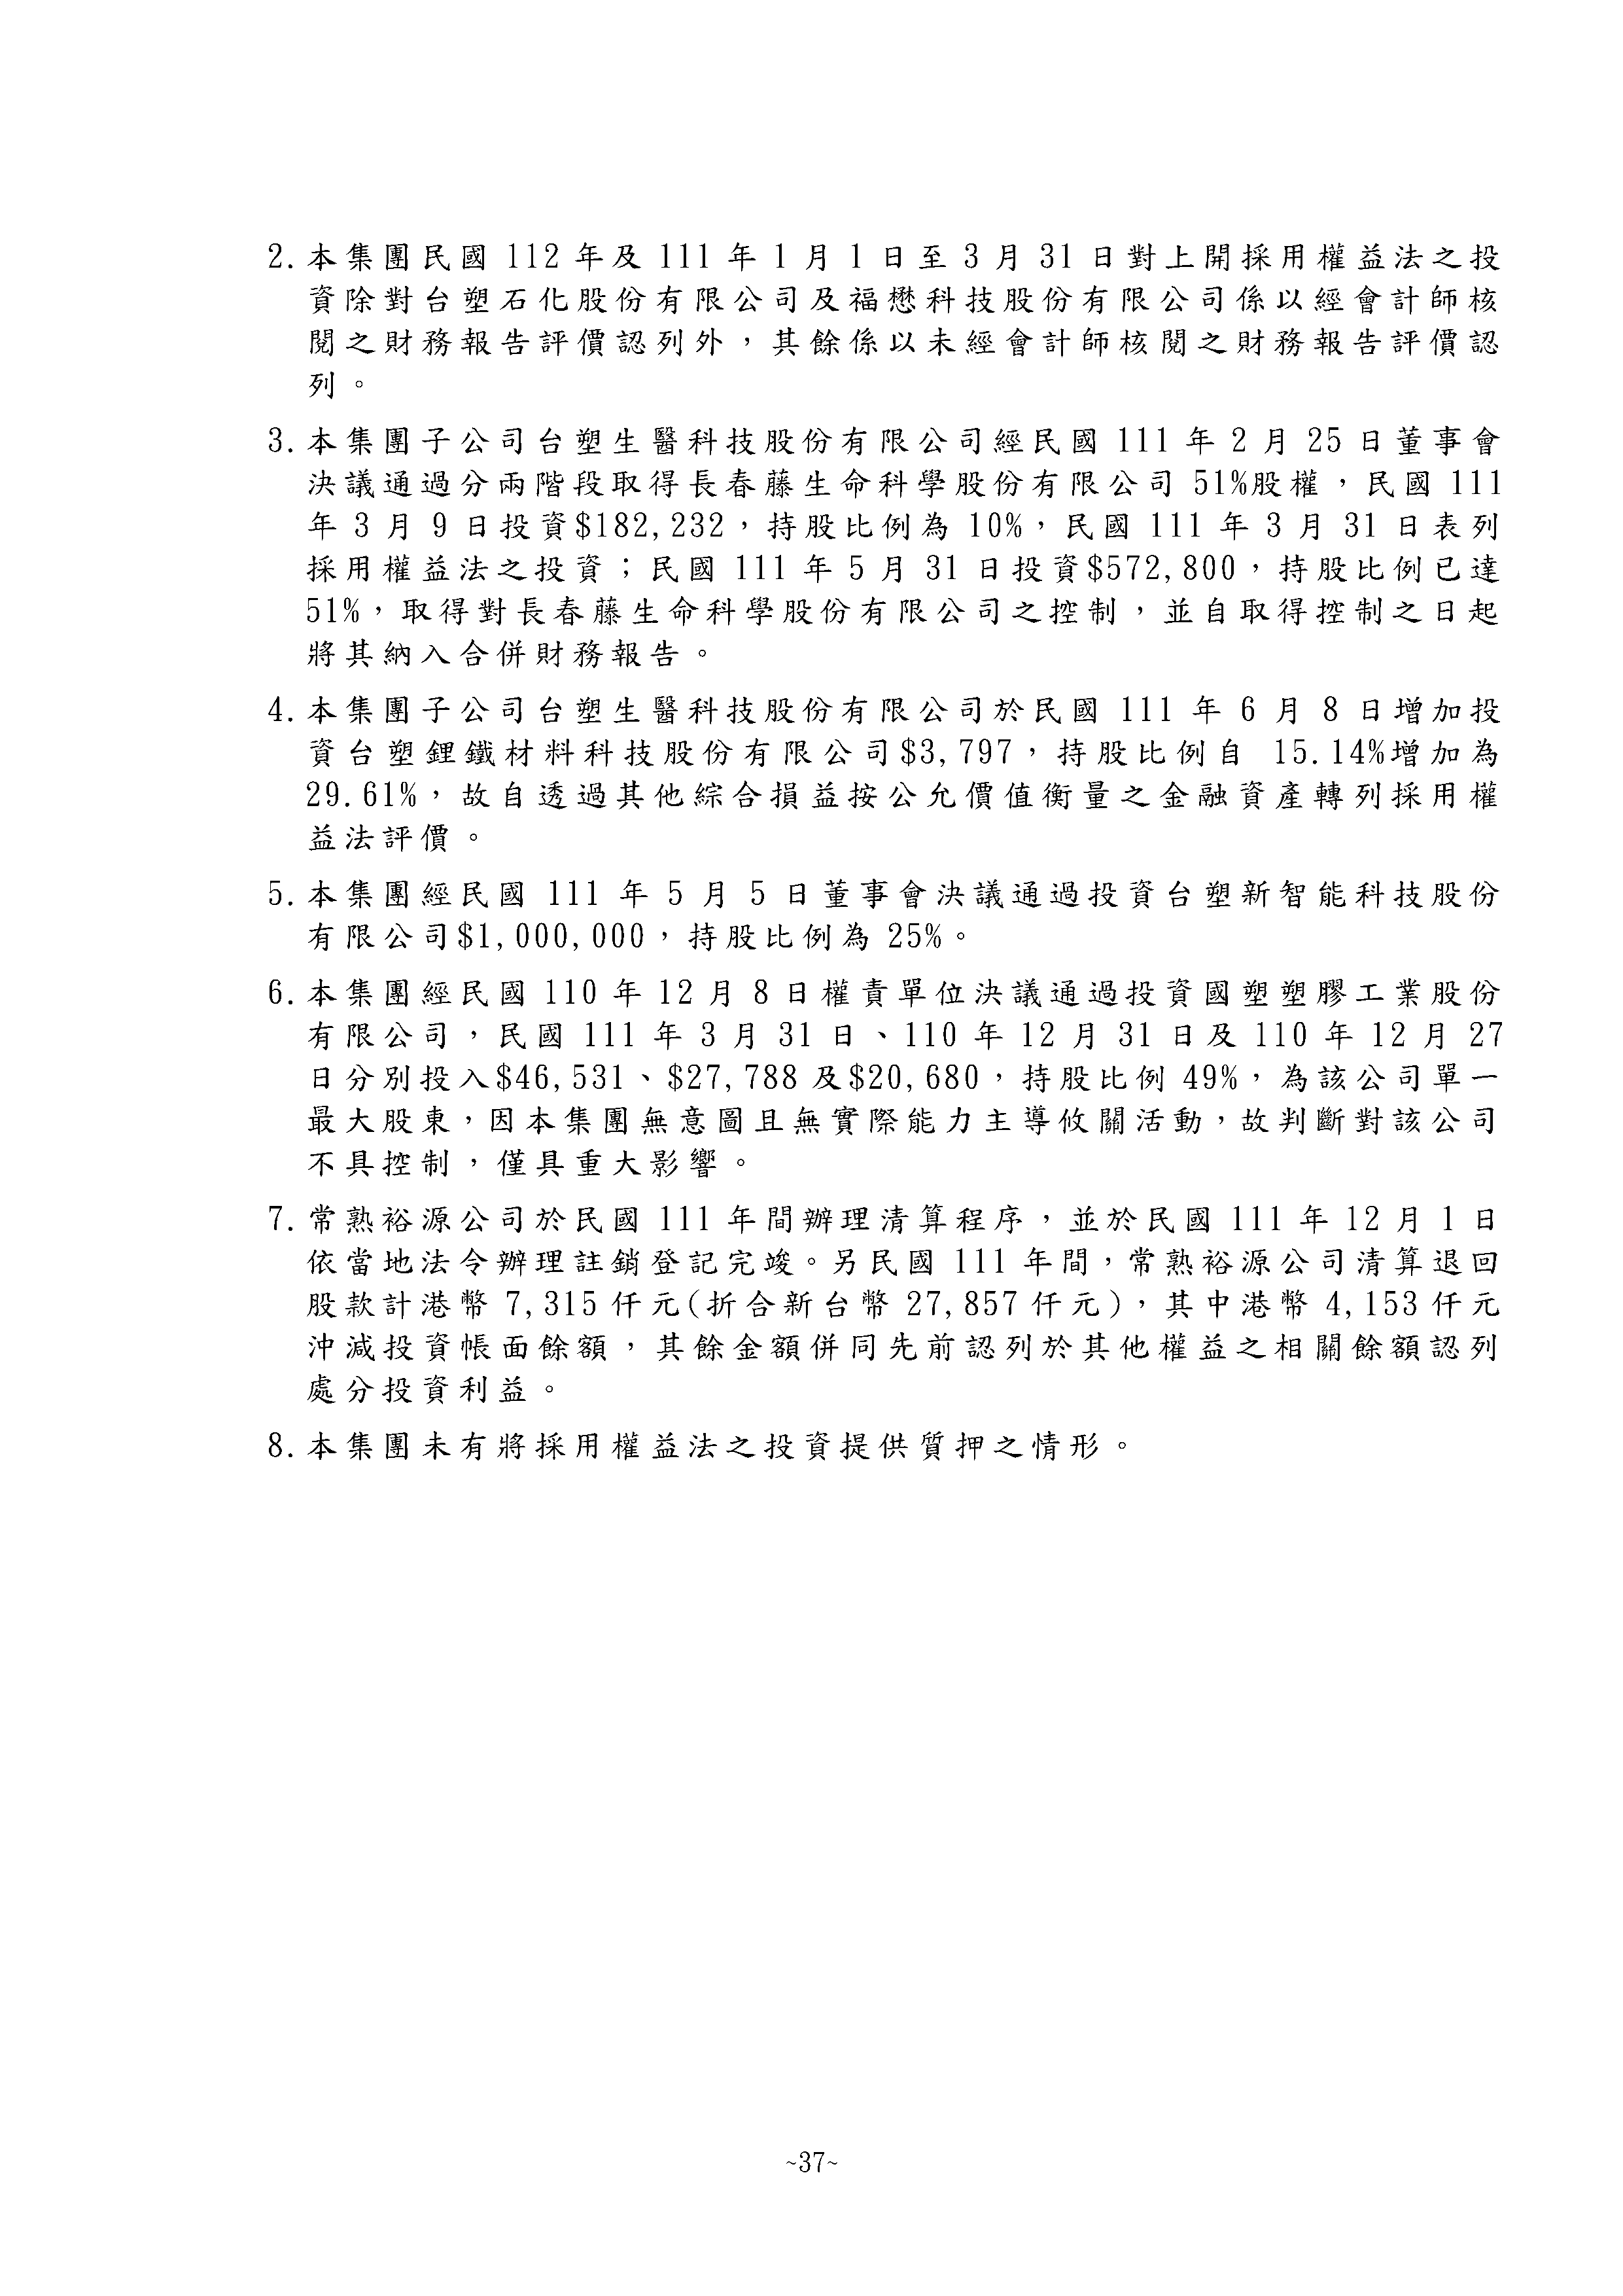 2. 本集團民國 112 年及 111 年 1 月 1 日至 3 月 31 日對上開採用權益法之投
資除對台塑石化股份有限公司及福懋科技股份有限公司係以經會計師核
閱之財務報告評價認列外，其餘係以未經會計師核閱之財務報告評價認
列。
3. 本集團子公司台塑生醫科技股份有限公司經民國 111 年 2 月 25 日董事會
決議通過分兩階段取得長春藤生命科學股份有限公司 51%股權，民國 111
年 3 月 9 日投資$182,232，持股比例為 10%，民國 111 年 3 月 31 日表列
採用權益法之投資；民國 111 年 5 月 31 日投資$572,800，持股比例已達
51%，取得對長春藤生命科學股份有限公司之控制，並自取得控制之日起
將其納入合併財務報告。
4. 本集團子公司台塑生醫科技股份有限公司於民國 111 年 6 月 8 日增加投
資台塑鋰鐵材料科技股份有限公司$3,797，持股比例自 15.14%增加為
29.61%，故自透過其他綜合損益按公允價值衡量之金融資產轉列採用權
益法評價。
5. 本集團經民國 111 年 5 月 5 日董事會決議通過投資台塑新智能科技股份
有限公司$1,000,000，持股比例為 25%。
6. 本集團經民國 110 年 12 月 8 日權責單位決議通過投資國塑塑膠工業股份
有限公司，民國 111 年 3 月 31 日、110 年 12 月 31 日及 110 年 12 月 27
日分別投入$46,531、$27,788 及$20,680，持股比例 49%，為該公司單一
最大股東，因本集團無意圖且無實際能力主導攸關活動，故判斷對該公司
不具控制，僅具重大影響。
7. 常熟裕源公司於民國 111 年間辦理清算程序，並於民國 111 年 12 月 1 日
依當地法令辦理註銷登記完竣。另民國 111 年間，常熟裕源公司清算退回
股款計港幣 7,315 仟元(折合新台幣 27,857 仟元)，其中港幣 4,153 仟元
沖減投資帳面餘額，其餘金額併同先前認列於其他權益之相關餘額認列
處分投資利益。
8. 本集團未有將採用權益法之投資提供質押之情形。
~37~